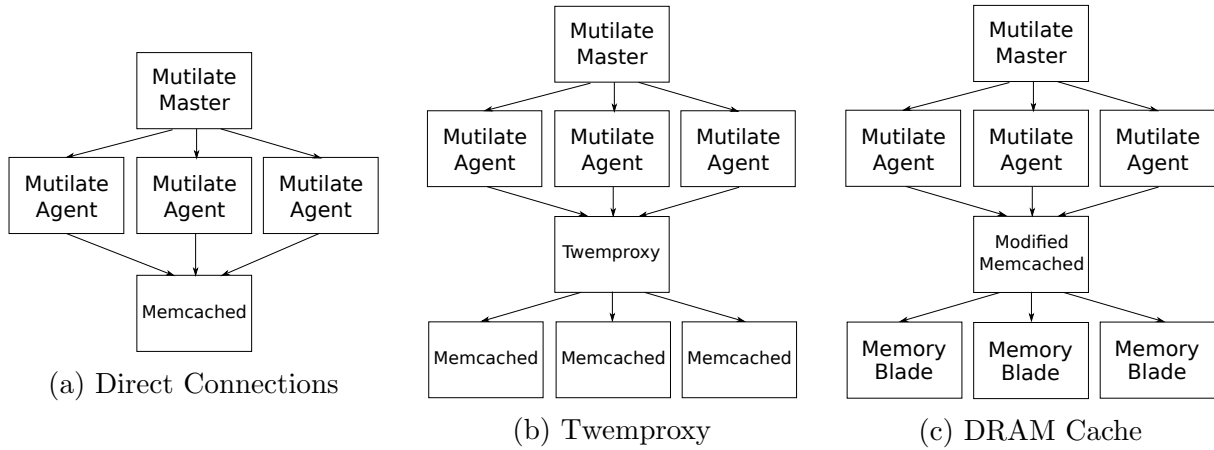 Mutilate
Master
Mutilate
Agent
Mutilate
Agent
Mutilate
Agent
Memcached
(a) Direct Connections
Mutilate
Master
Mutilate
Agent
Mutilate
Agent
Mutilate
Agent
Twemproxy
Memcached
Memcached
Memcached
(b) Twemproxy
Mutilate
Master
Mutilate
Agent
Mutilate
Agent
Mutilate
Agent
Modified
Memcached
Memory
Blade
Memory
Blade
Memory
Blade
(c) DRAM Cache